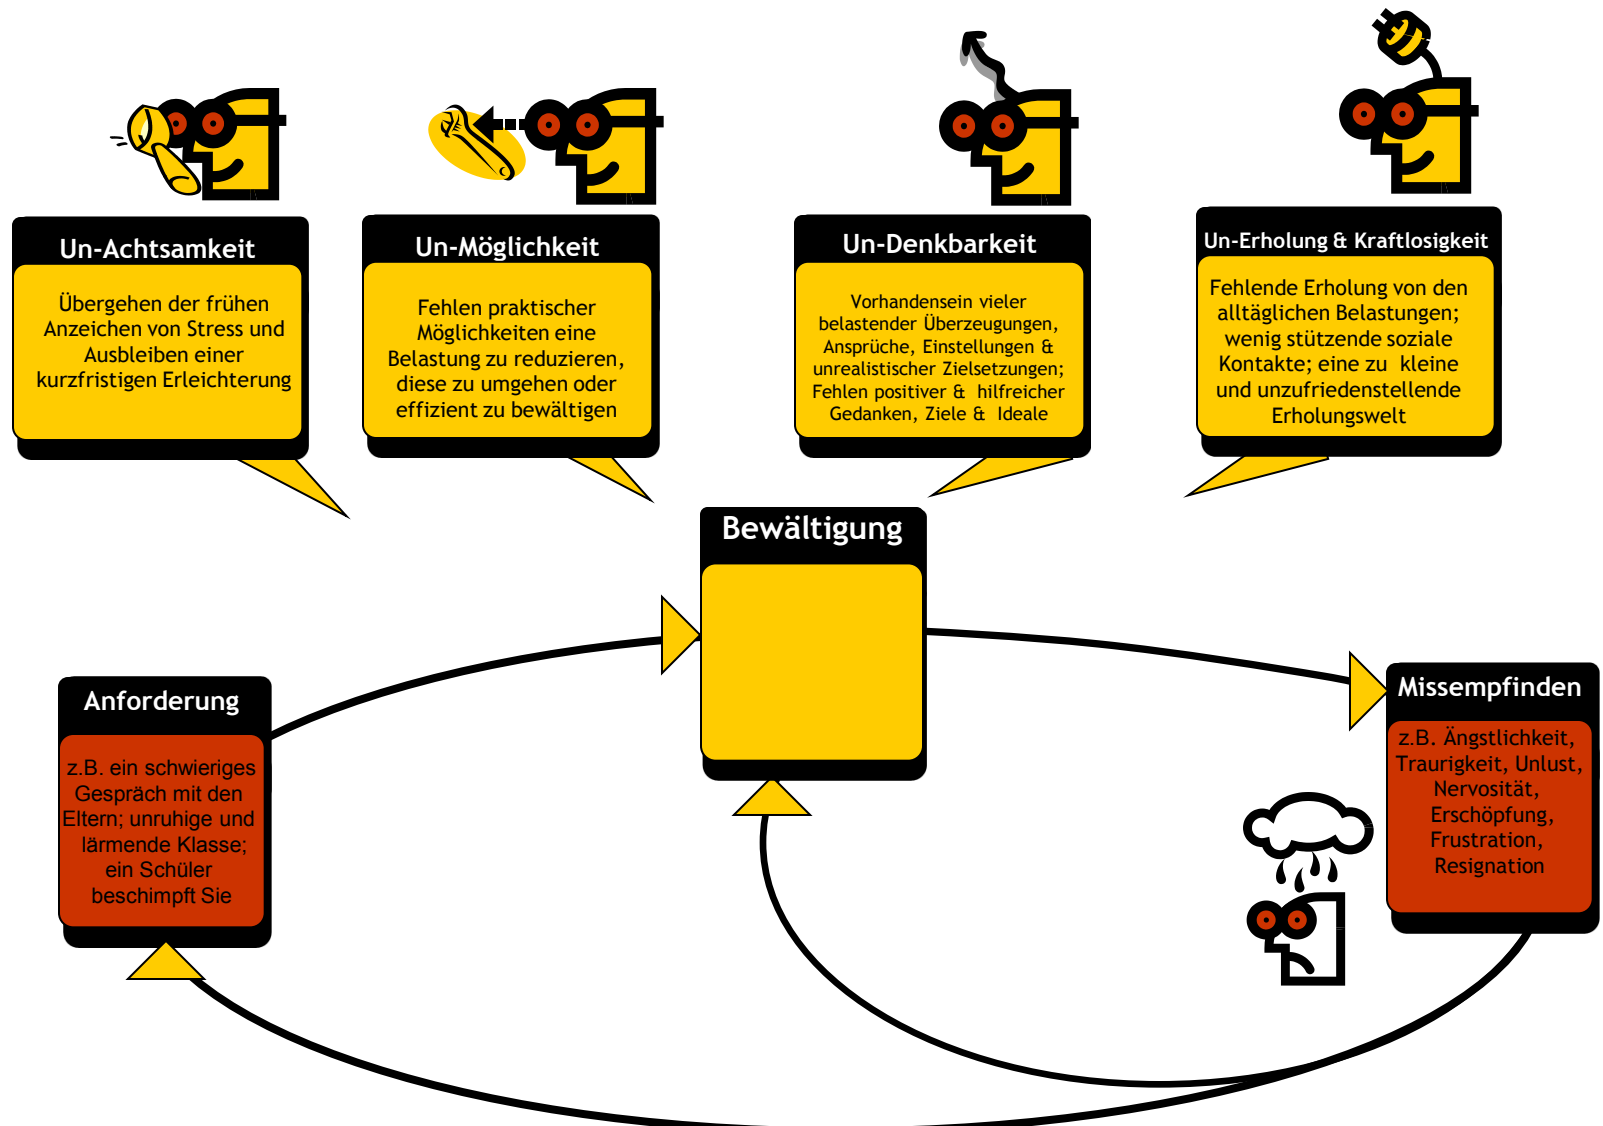 Un-Achtsamkeit
Übergehen der frühen
Anzeichen von Stress und
Ausbleiben einer
kurzfristigen Erleichterung
Un-Möglichkeit
Fehlen praktischer
Möglichkeiten eine
Belastung zu reduzieren,
diese zu umgehen oder
effizient zu bewältigen
Un-Denkbarkeit
Vorhandensein vieler
belastender Überzeugungen,
Ansprüche, Einstellungen &
unrealistischer Zielsetzungen;
Fehlen positiver & hilfreicher
Gedanken, Ziele & Ideale
Un-Erholung & Kraftlosigkeit
Fehlende Erholung von den
alltäglichen Belastungen;
wenig stützende soziale
Kontakte; eine zu kleine
und unzufriedenstellende
Erholungswelt
Bewältigung
Anforderung
z.B. ein schwieriges
Gespräch mit den
Eltern; unruhige und
lärmende Klasse;
ein Schüler
beschimpft Sie
Missempfinden
z.B. Ängstlichkeit,
Traurigkeit, Unlust,
Nervosität,
Erschöpfung,
Frustration,
Resignation